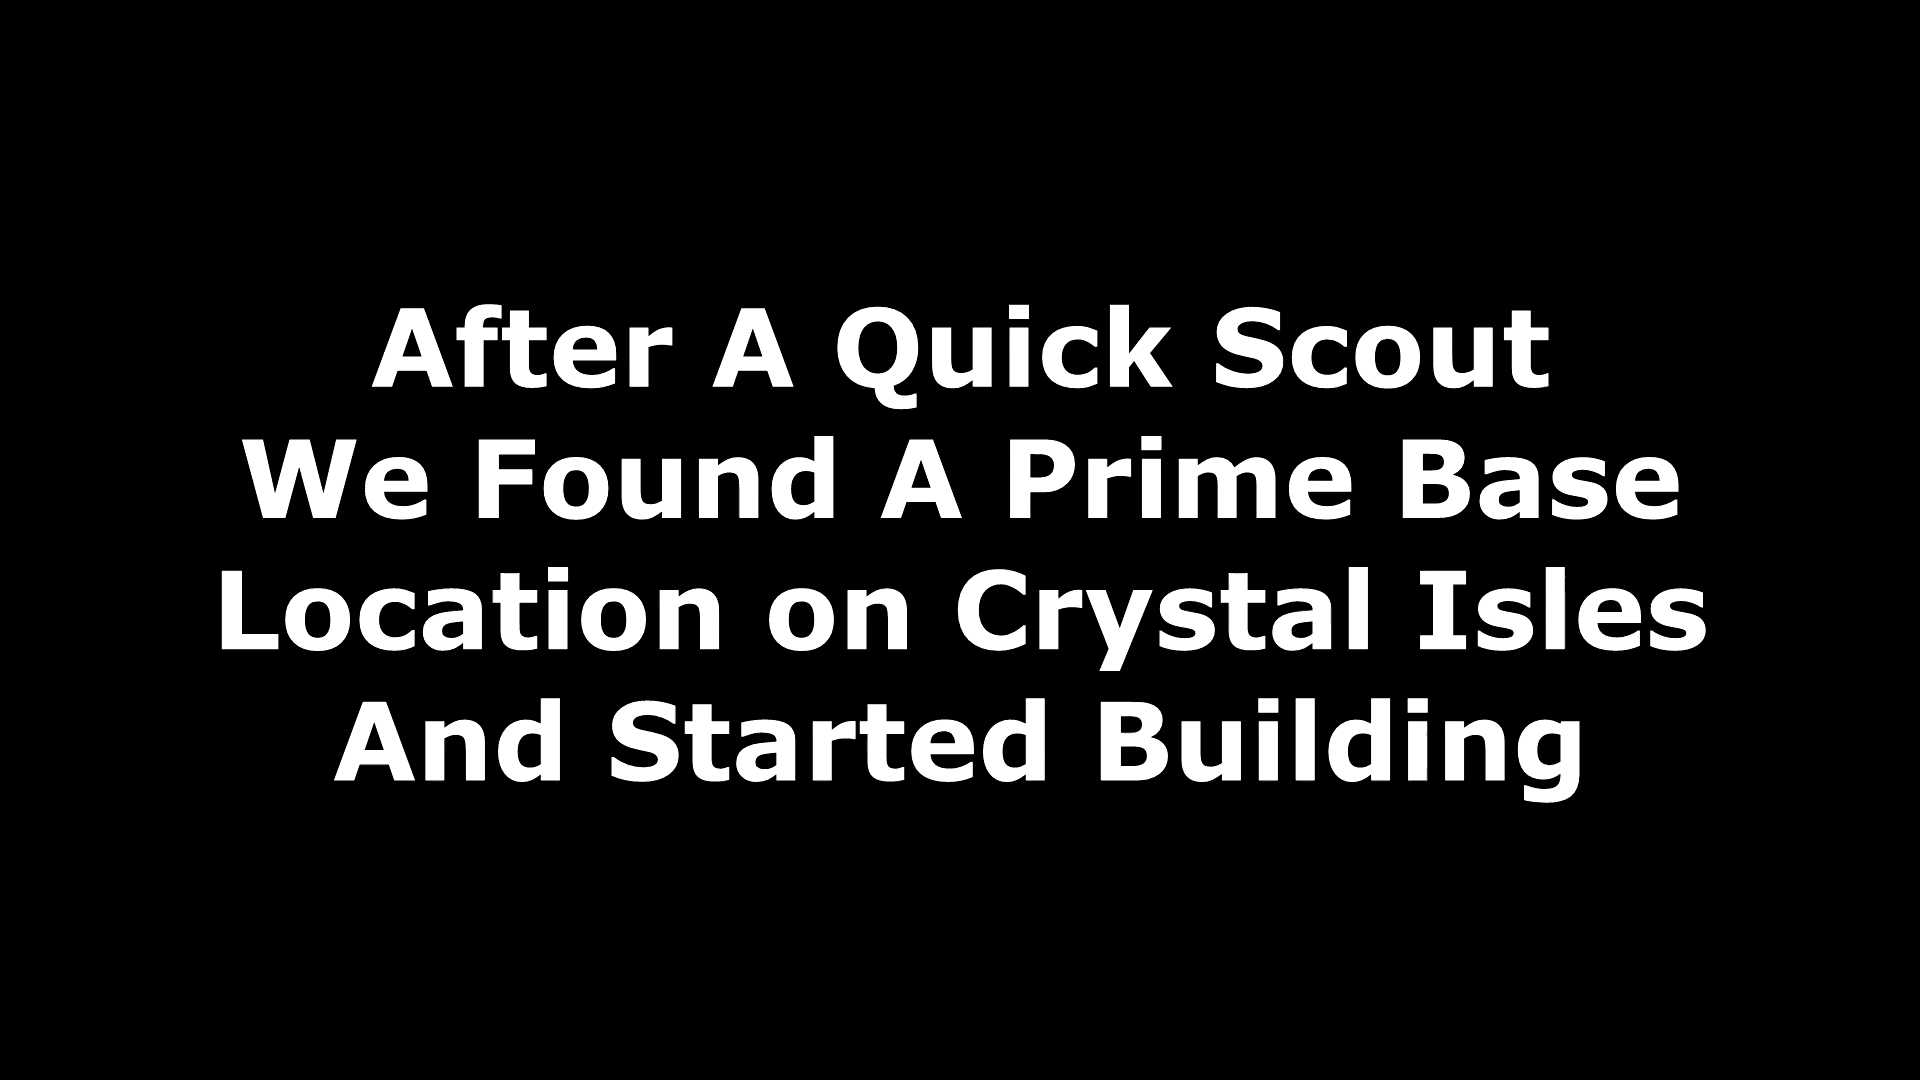 After A Quick Scout
We Found A Prime Base
Location on Crystal Isles
And Started Building